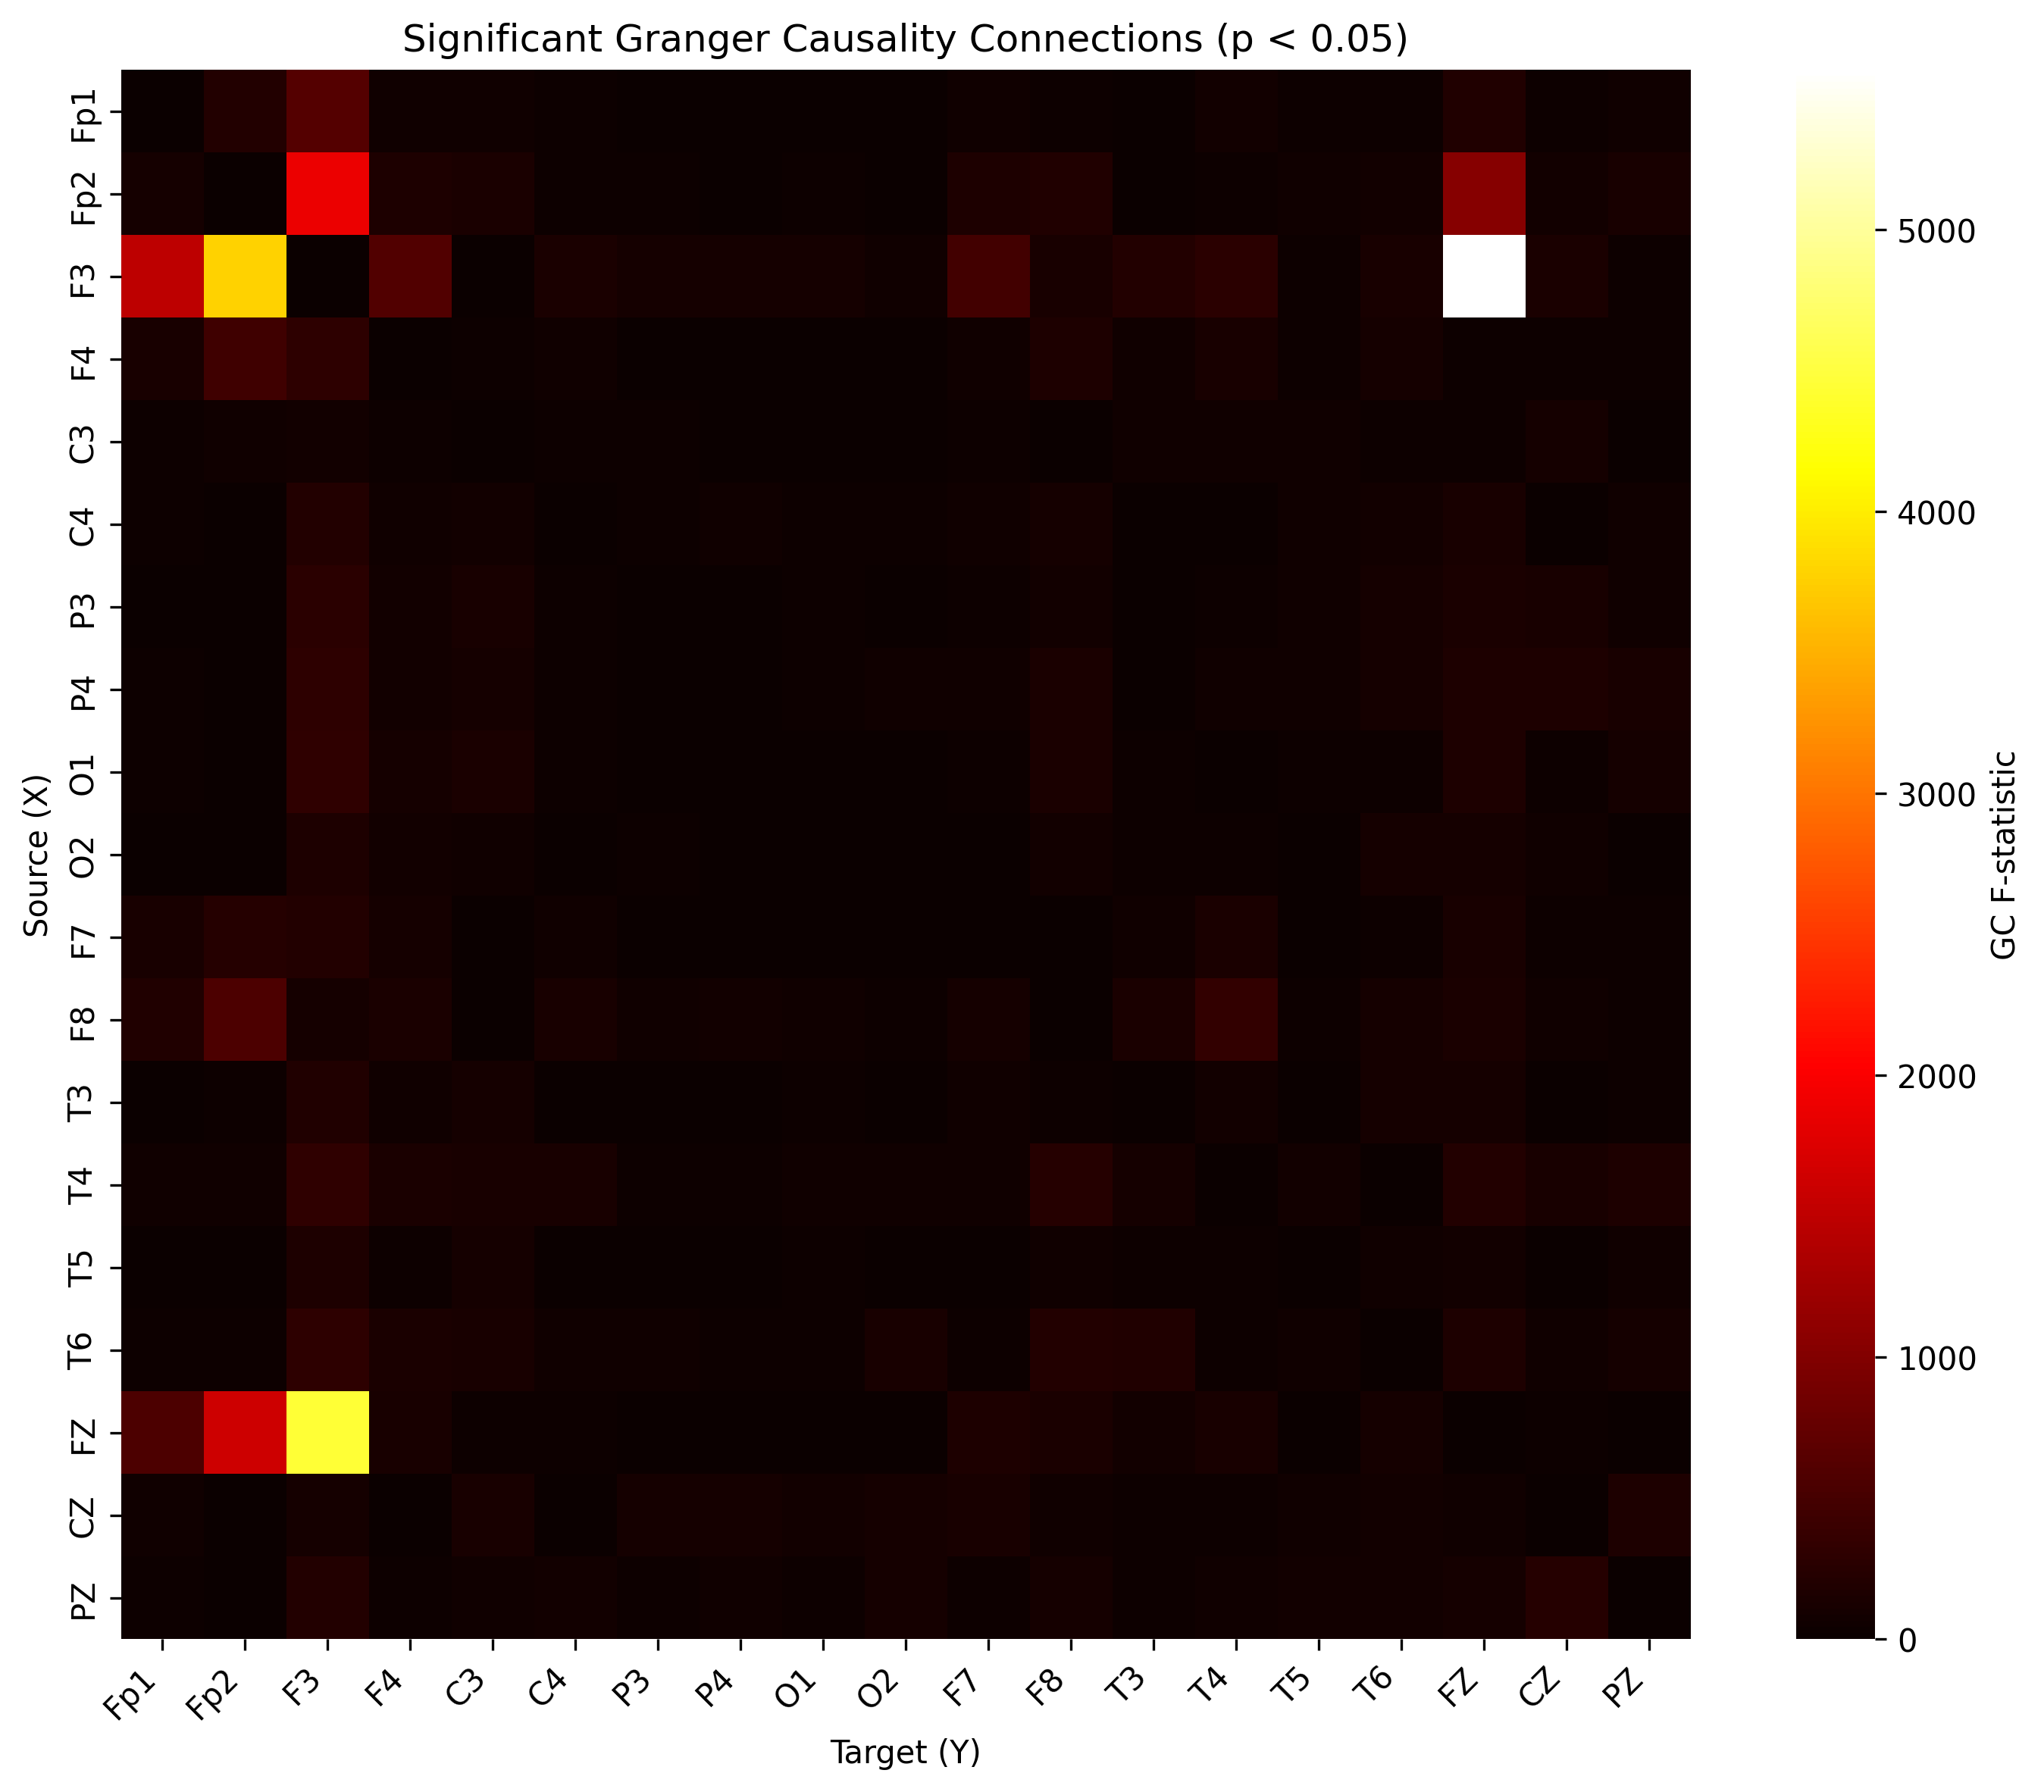 Significant Granger Causality Connections (p < 0.05)
Fp1
Fp2
F3
F4
C3
C4
P3
P4
O1
O2
F7
F8
T3
T4
T5
T6
FZ
CZ
PZ
Source (X)
Fp1 Fp2 F3 F4 C3 C4 P3 P4 O1 O2 F7 F8 T3 T4 T5 T6 FZ CZ PZ
Target (Y)
5000
4000
3000
2000
1000
0
GC F-statistic